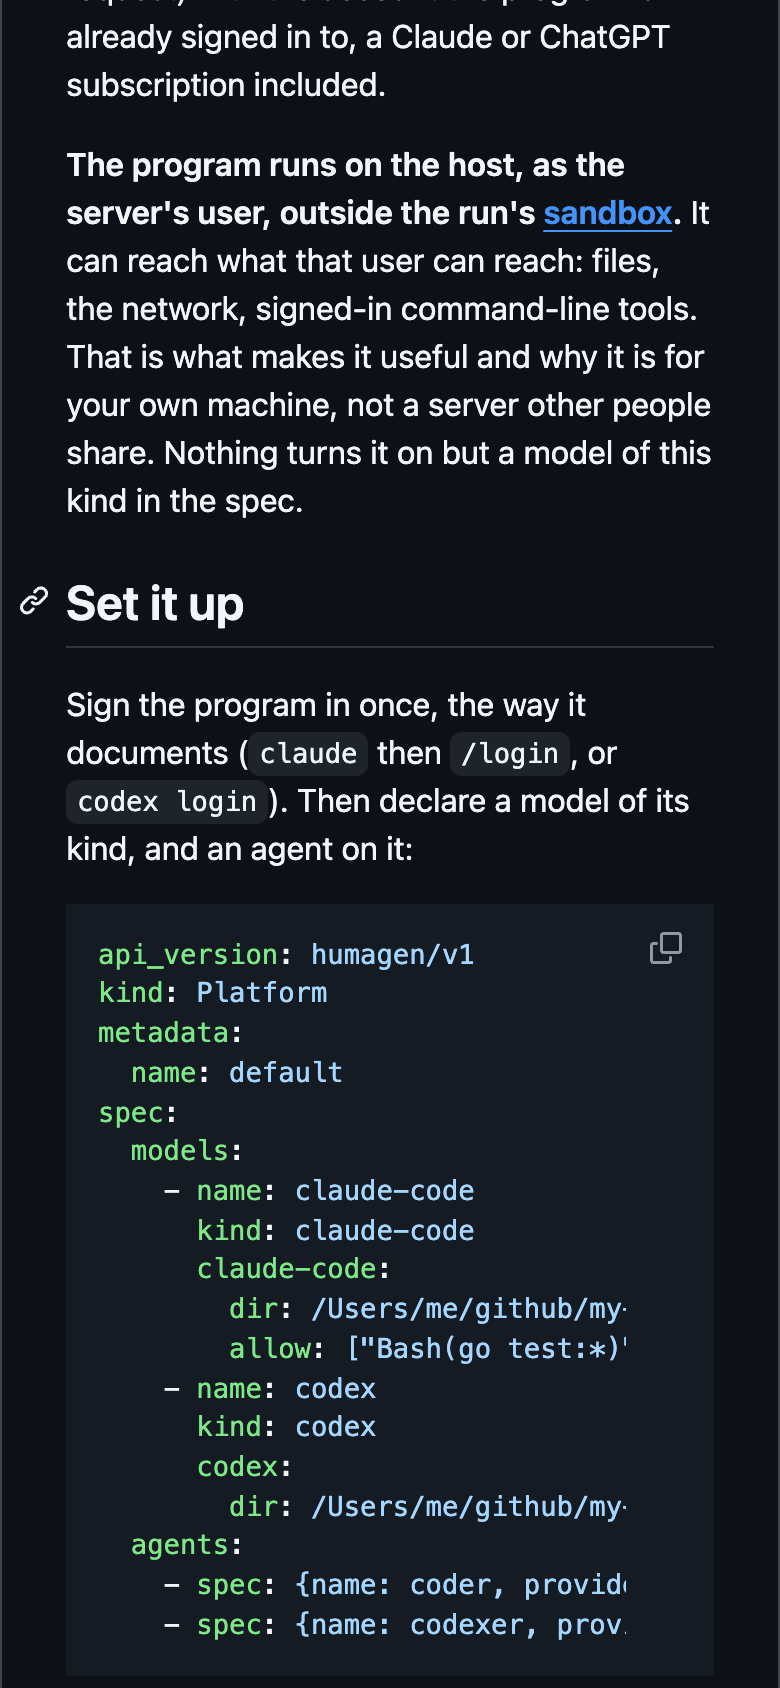 already signed in to, a Claude or ChatGPT
subscription included.
The program runs on the host, as the
server's user, outside the run's sandbox. It
can reach what that user can reach: files,
the network, signed-in command-line tools.
That is what makes it useful and why it is for
your own machine, not a server other people
share. Nothing turns it on but a model of this
kind in the spec.
Set it up
Sign the program in once, the way it
documents (claude then /login, or
codex login). Then declare a model of its
kind, and an agent on it:
api_version: humagen/v1
kind: Platform
metadata:
  name: default
spec:
  models:
    - name: claude-code
      kind: claude-code
      claude-code:
        dir: /Users/me/github/my-
        allow: ["Bash(go test:*)"
    - name: codex
      kind: codex
      codex:
        dir: /Users/me/github/my-
  agents:
    - spec: {name: coder, provid
    - spec: {name: codexer, prov